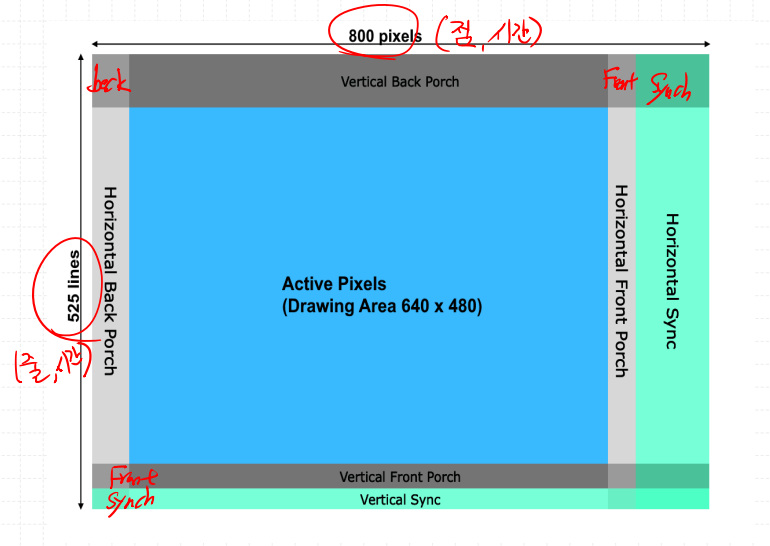 800 pixels (점, 시간)
back
Vertical Back Porch
Front
Synch
Horizontal Back Porch
Horizontal Front Porch
Horizontal Sync
525 lines
(줄, 시간)
Active Pixels
(Drawing Area 640 x 480)
Front
Vertical Front Porch
Synch
Vertical Sync